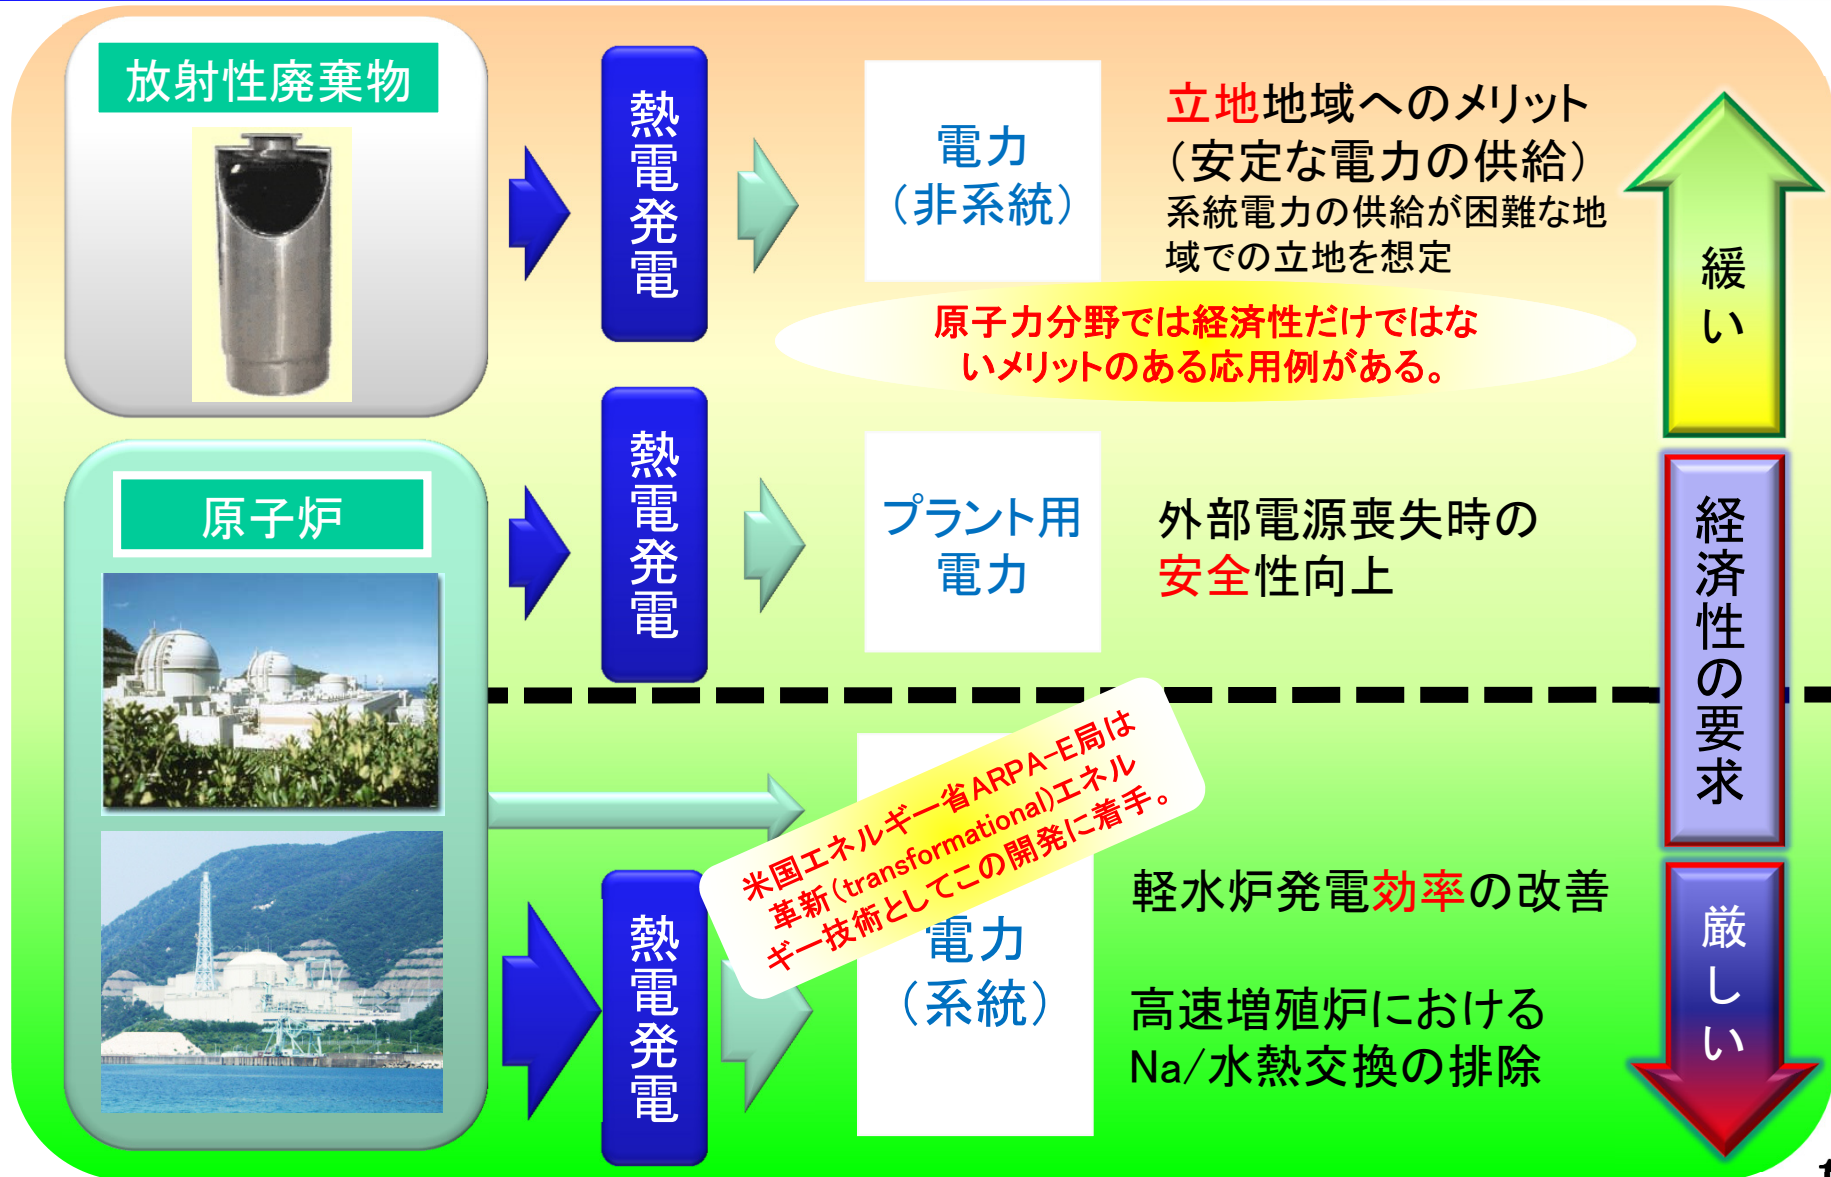 放射性廃棄物
熱電発電
電力
（非系統）
立地地域へのメリット
（安定な電力の供給）
系統電力の供給が困難な地
域での立地を想定
緩い
原子力分野では経済性だけではな
いメリットのある応用例がある。
原子炉
熱電発電
プラント用
電力
外部電源喪失時の
安全性向上
経済性の要求
米国エネルギー省ARPA-E局は
革新（transformational）エネル
ギー技術としてこの開発に着手。
熱電発電
電力
（系統）
軽水炉発電効率の改善
高速増殖炉における
Na/水熱交換の排除
厳しい